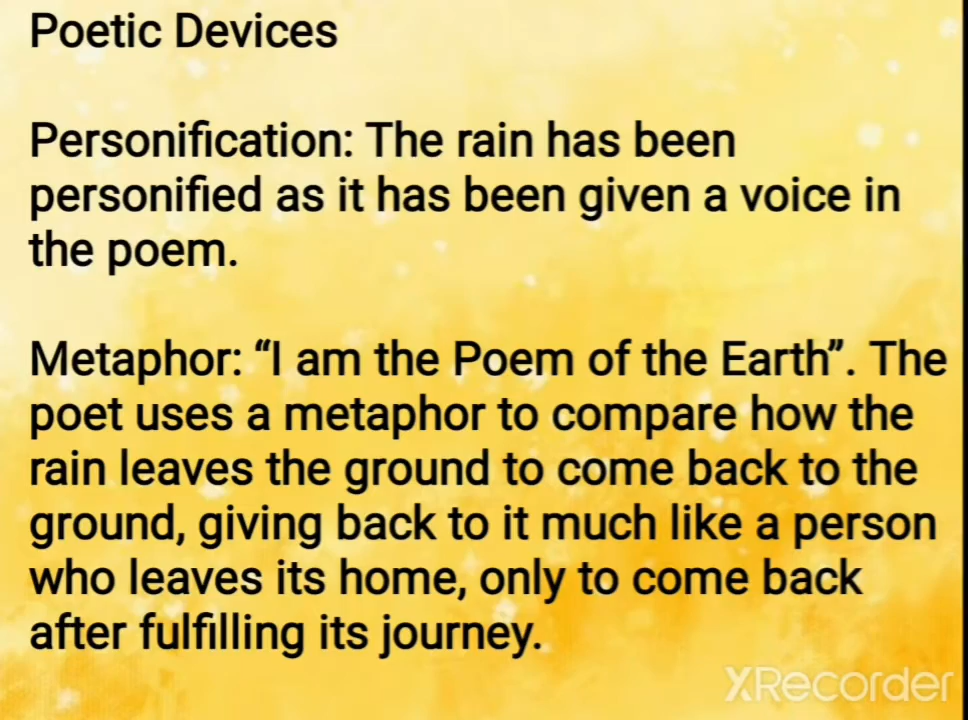 Poetic Devices
Personification: The rain has been
personified as it has been given a voice in
the poem.
Metaphor: “I am the Poem of the Earth”. The
poet uses a metaphor to compare how the
rain leaves the ground to come back to the
ground, giving back to it much like a person
who leaves its home, only to come back
after fulfilling its journey.
XRecorder